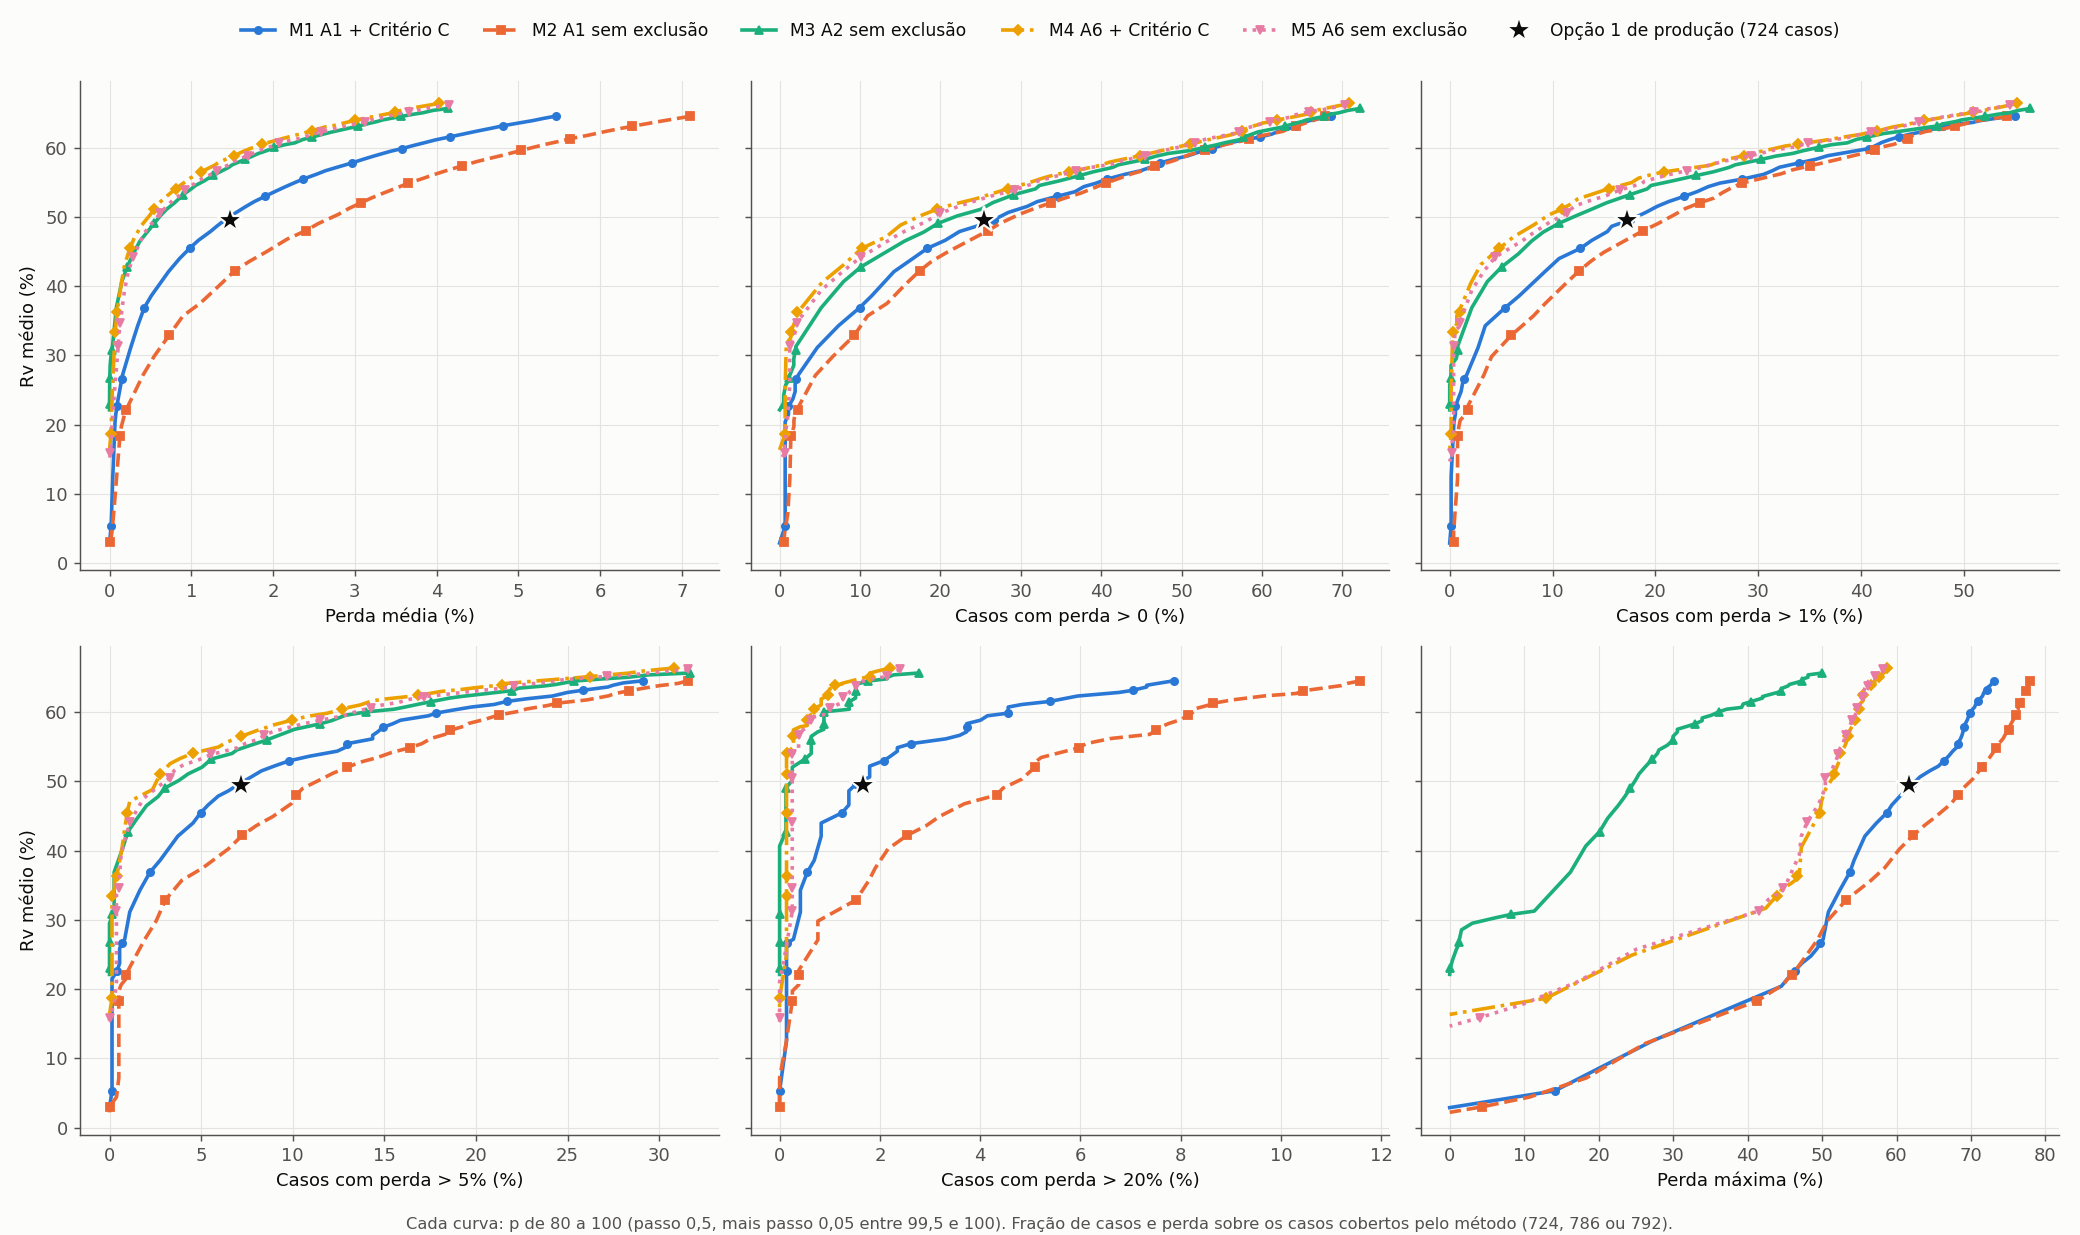 M1 A1 + Critério C
M2 A1 sem exclusão
M3 A2 sem exclusão
M4 A6 + Critério C
M5 A6 sem exclusão
Opção 1 de produção (724 casos)
Rv médio (%)
60
50
40
30
20
10
0
0 1 2 3 4 5 6 7
Perda média (%)
0 10 20 30 40 50 60 70
Casos com perda > 0 (%)
0 10 20 30 40 50
Casos com perda > 1% (%)
Rv médio (%)
60
50
40
30
20
10
0
0 5 10 15 20 25 30
Casos com perda > 5% (%)
0 2 4 6 8 10 12
Casos com perda > 20% (%)
0 10 20 30 40 50 60 70 80
Perda máxima (%)
Cada curva: p de 80 a 100 (passo 0,5, mais passo 0,05 entre 99,5 e 100). Fração de casos e perda sobre os casos cobertos pelo método (724, 786 ou 792).